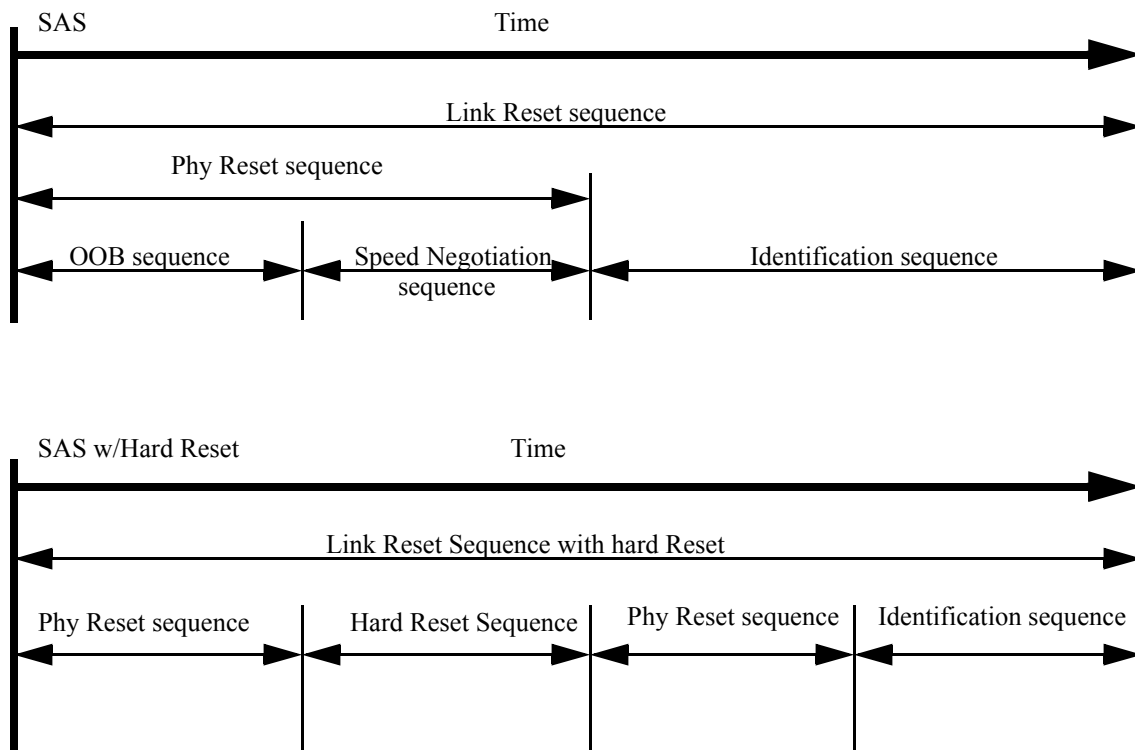 SAS Time
Link Reset sequence
Phy Reset sequence
OOB sequence Speed Negotiation Identification sequence
sequence
SAS w/Hard Reset Time
Link Reset Sequence with hard Reset
Phy Reset sequence Hard Reset Sequence Phy Reset sequence Identification sequence